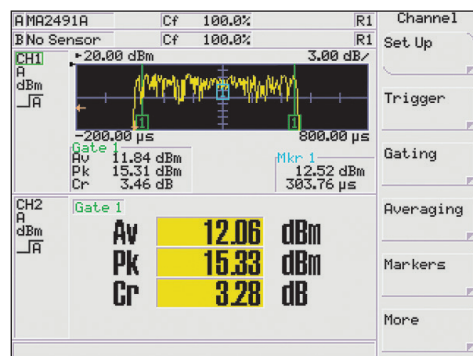 A MA2491A Cf 100.0% R1
B No Sensor Cf 100.0% R1
CH1
A
dBm
A
20.00 dBm 3.00 dB/
1 1 1
-200.00 µs 800.00 µs
Gate 1
Av 11.84 dBm
Pk 15.31 dBm
Cr 3.46 dB
Mkr 1
12.52 dBm
303.76 µs
CH2
A
dBm
A
Gate 1
Av 12.06 dBm
Pk 15.33 dBm
Cr 3.28 dB
Channel
Set Up
Trigger
Gating
Averaging
Markers
More